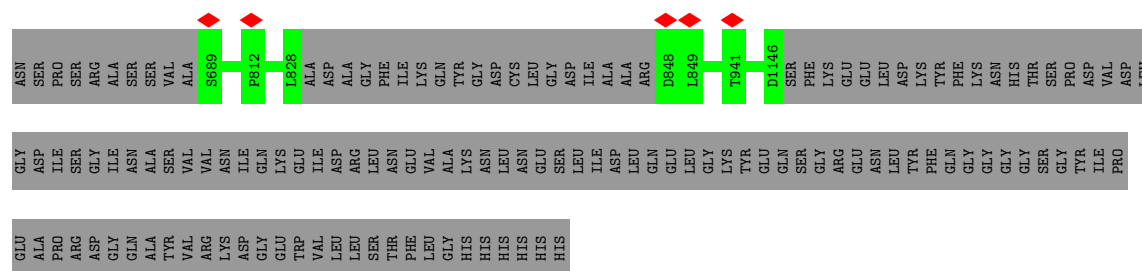 ASN SER PRO SER ARG ALA SER SER VAL ALA S689 P812 L828 ALA ASP ALA GLY PHE ILE LYS GLN TYR GLY ASP CYS LEU GLY ASP ILE ALA ALA ARG D848 L849 T941 D1146 SER PHE LYS GLU GLU LEU ASP LYS TYR PHE LYS ASN HIS THR SER PRO ASP VAL ASP LEU
GLY ASP ILE SER GLY ILE ASN ALA SER VAL VAL ASN ILE GLN LYS GLU ILE ASP ARG LEU ASN GLU VAL ALA LYS ASN LEU ASN GLU SER LEU ILE ASP LEU GLN GLU LEU GLY LYS TYR GLU GLN SER GLY ARG GLU ASN LEU TYR PHE GLN GLY GLY GLY GLY SER GLY TYR ILE PRO
GLU ALA PRO ARG ASP GLY GLN ALA TYR VAL ARG LYS ASP GLY GLU TRP VAL LEU LEU SER THR PHE LEU GLY HIS HIS HIS HIS HIS HIS